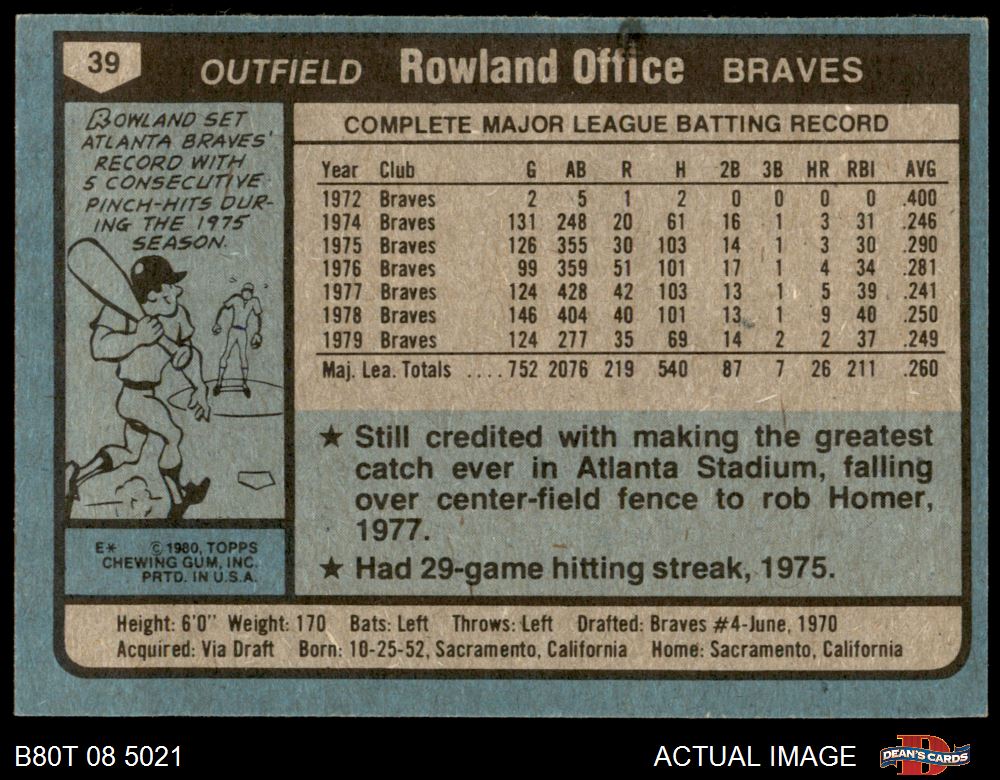 39 OUTFIELD Rowland Office BRAVES
ROWLAND SET
ATLANTA BRAVES'
RECORD WITH
5 CONSECUTIVE
PINCH-HITS DUR-
ING THE 1975
SEASON.
E* © 1980, TOPPS
CHEWING GUM, INC.
PRTD. IN U.S.A.
COMPLETE MAJOR LEAGUE BATTING RECORD
Year Club G AB R H 2B 3B HR RBI AVG
1972 Braves 2 5 1 2 0 0 0 0 .400
1974 Braves 131 248 20 61 16 1 3 31 .246
1975 Braves 126 355 30 103 14 1 3 30 .290
1976 Braves 99 359 51 101 17 1 4 34 .281
1977 Braves 124 428 42 103 13 1 5 39 .241
1978 Braves 146 404 40 101 13 1 9 40 .250
1979 Braves 124 277 35 69 14 2 2 37 .249
Maj. Lea. Totals ....752 2076 219 540 87 7 26 211 .260
★ Still credited with making the greatest
catch ever in Atlanta Stadium, falling
over center-field fence to rob Homer,
1977.
★ Had 29-game hitting streak, 1975.
Height: 6'0" Weight: 170 Bats: Left Throws: Left Drafted: Braves #4-June, 1970
Acquired: Via Draft Born: 10-25-52, Sacramento, California Home: Sacramento, California
B80T 08 5021 ACTUAL IMAGE D DEAN'S CARDS